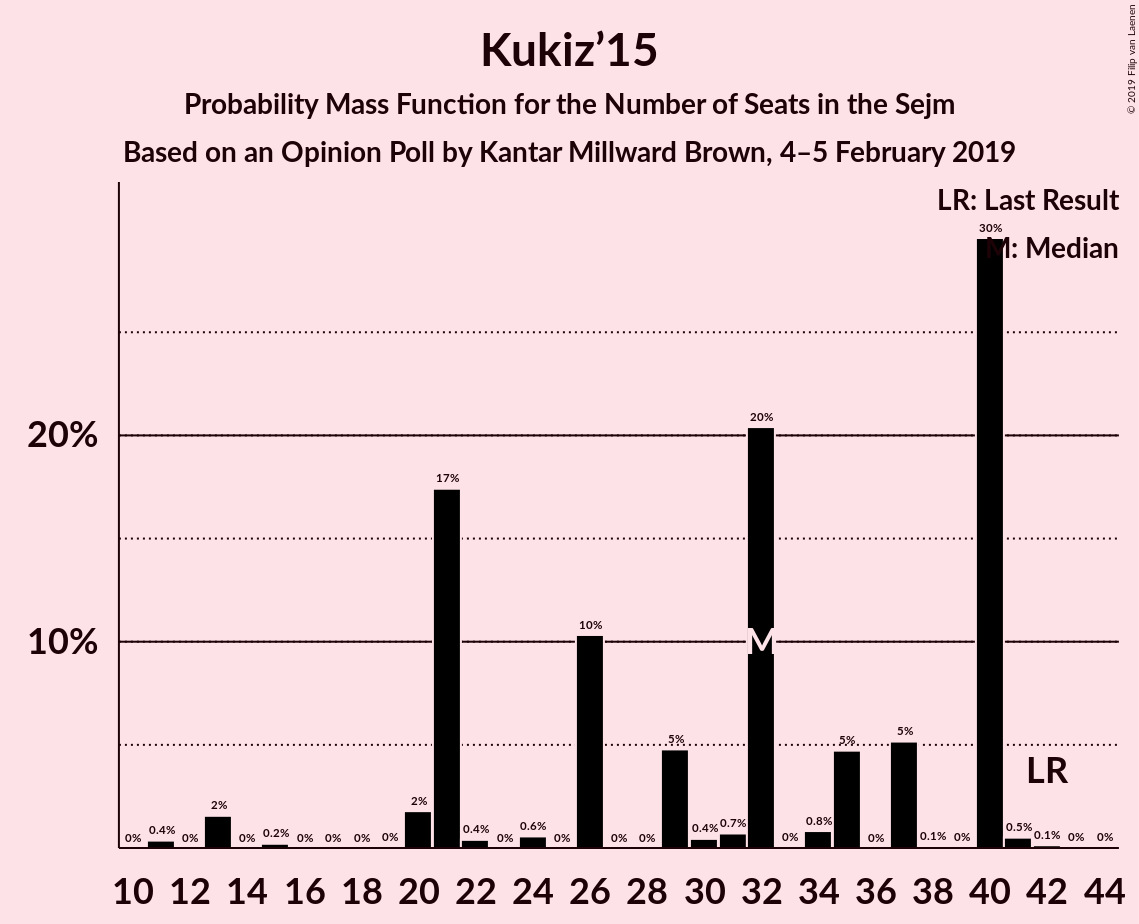 Kukiz’15
Probability Mass Function for the Number of Seats in the Sejm
Based on an Opinion Poll by Kantar Millward Brown, 4–5 February 2019
© 2019 Filip van Laenen
LR: Last Result
M: Median
20%
10%
0% 0.4% 0% 2% 0% 0.2% 0% 0% 0% 0% 2% 17% 0.4% 0% 0.6% 0% 10% 0% 0% 5% 0.4% 0.7% 20% 0% 0.8% 5% 0% 5% 0.1% 0% 30% 0.5% 0.1% 0% 0%
M
LR
10 12 14 16 18 20 22 24 26 28 30 32 34 36 38 40 42 44